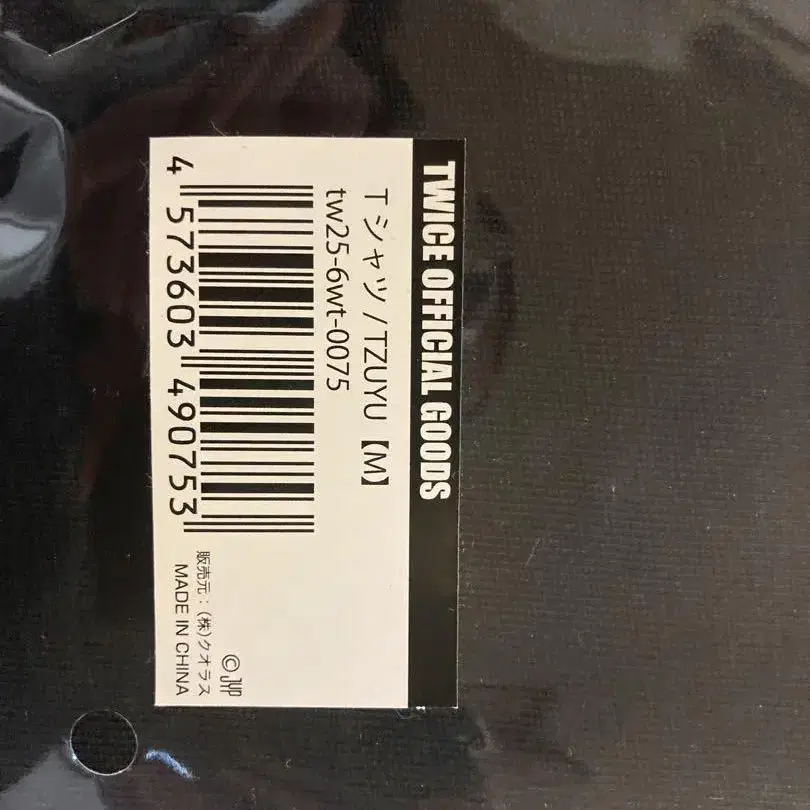 TWICE OFFICIAL GOODS
Tシャツ / TZUYU 【M】
tw25-6wt-0075
4 573603 490753
© JYP
販売元：(株)クオラス
MADE IN CHINA